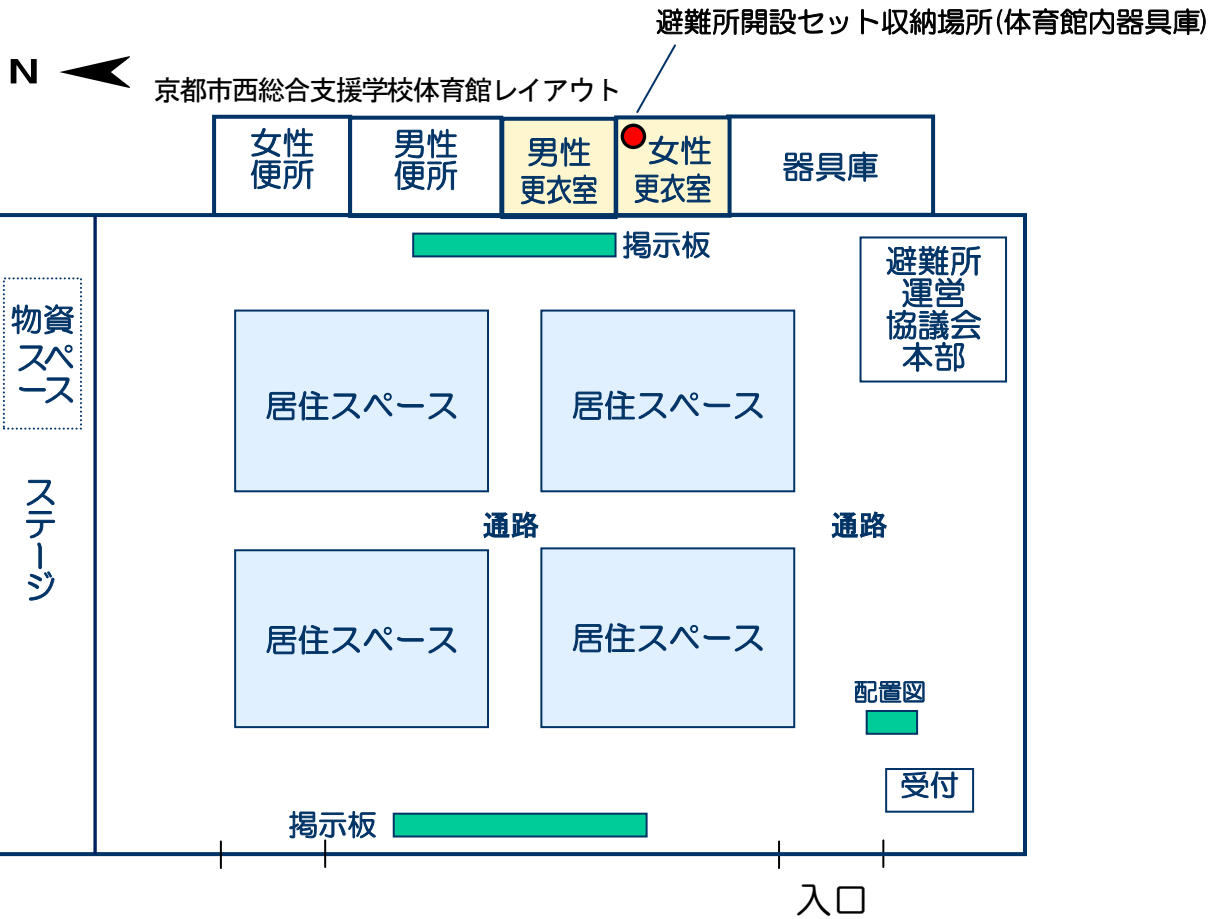 避難所開設セット収納場所(体育館内器具庫)
N
京都市西総合支援学校体育館レイアウト
女性
便所
男性
便所
男性
更衣室
女性
更衣室
器具庫
掲示板
避難所
運営
協議会
本部
物資
スペ
ース
居住スペース
居住スペース
ステージ
通路
通路
居住スペース
居住スペース
配置図
受付
掲示板
入口